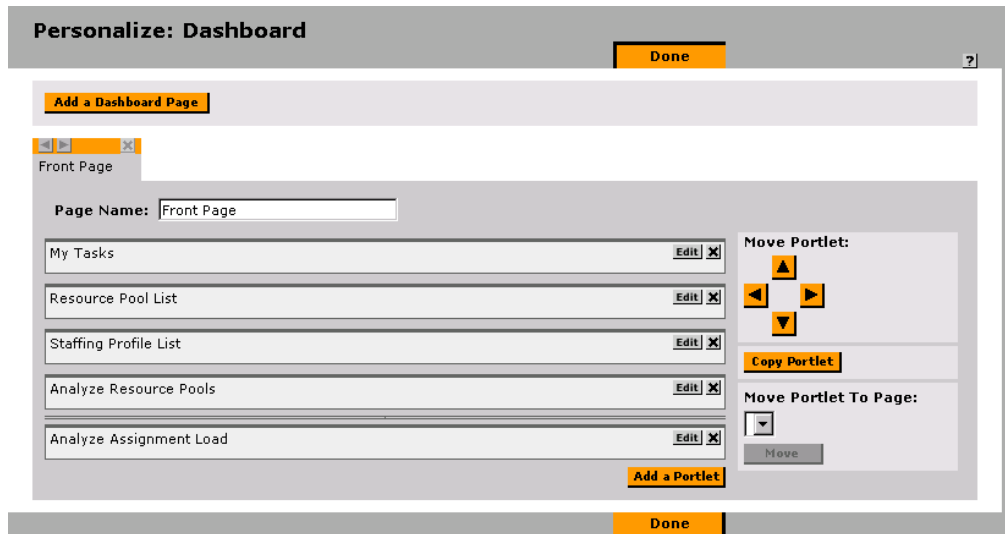 Personalize: Dashboard
Done
?
Add a Dashboard Page
Front Page
Page Name: Front Page
My Tasks Edit X
Resource Pool List Edit X
Staffing Profile List Edit X
Analyze Resource Pools Edit X
Analyze Assignment Load Edit X
Add a Portlet
Move Portlet:
Copy Portlet
Move Portlet To Page:
Move
Done